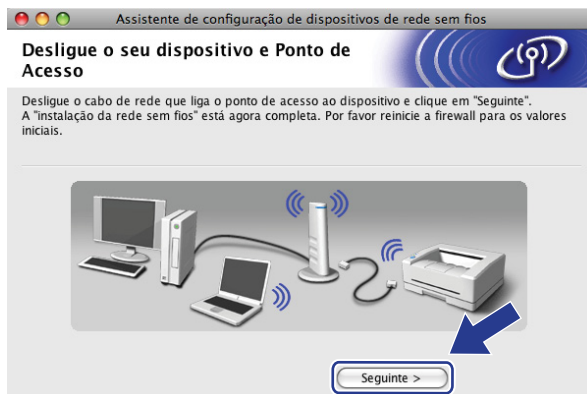 Assistente de configuração de dispositivos de rede sem fios
Desligue o seu dispositivo e Ponto de
Acesso
Desligue o cabo de rede que liga o ponto de acesso ao dispositivo e clique em "Seguinte".
A "instalação da rede sem fios" está agora completa. Por favor reinicie a firewall para os valores
iniciais.
Seguinte >